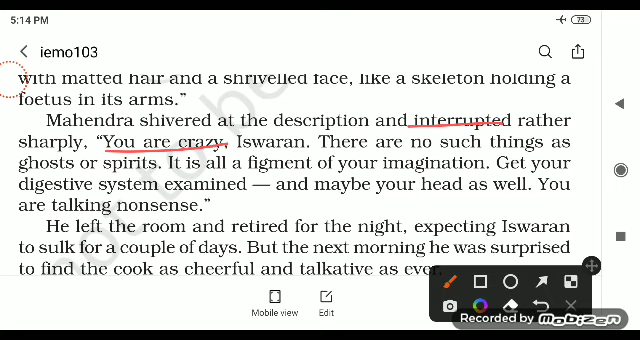 5:14 PM
73
iemo103
with matted hair and a shrivelled face, like a skeleton holding a
foetus in its arms.”
Mahendra shivered at the description and interrupted rather
sharply, “You are crazy, Iswaran. There are no such things as
ghosts or spirits. It is all a figment of your imagination. Get your
digestive system examined — and maybe your head as well. You
are talking nonsense.”
He left the room and retired for the night, expecting Iswaran
to sulk for a couple of days. But the next morning he was surprised
to find the cook as cheerful and talkative as ever.
Mobile view
Edit
Recorded by mobizen
not to be